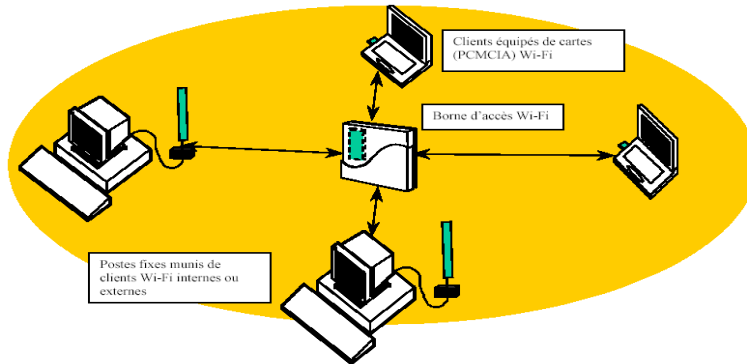 Clients équipés de cartes
(PCMCIA) Wi-Fi
Borne d'accès Wi-Fi
Postes fixes munis de
clients Wi-Fi internes ou
externes